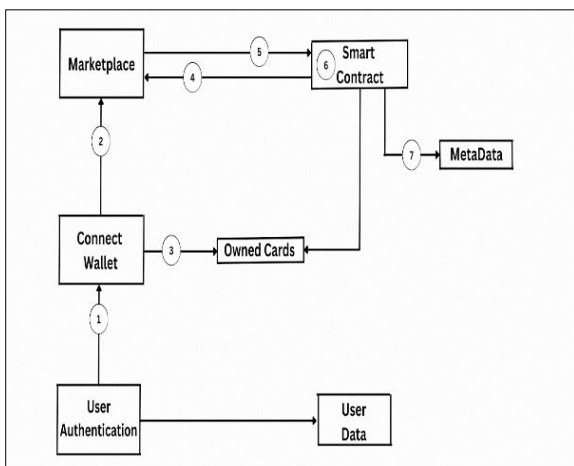 Marketplace
5
4
6
Smart
Contract
2
7
MetaData
Connect
Wallet
3
Owned Cards
1
User
Authentication
User
Data